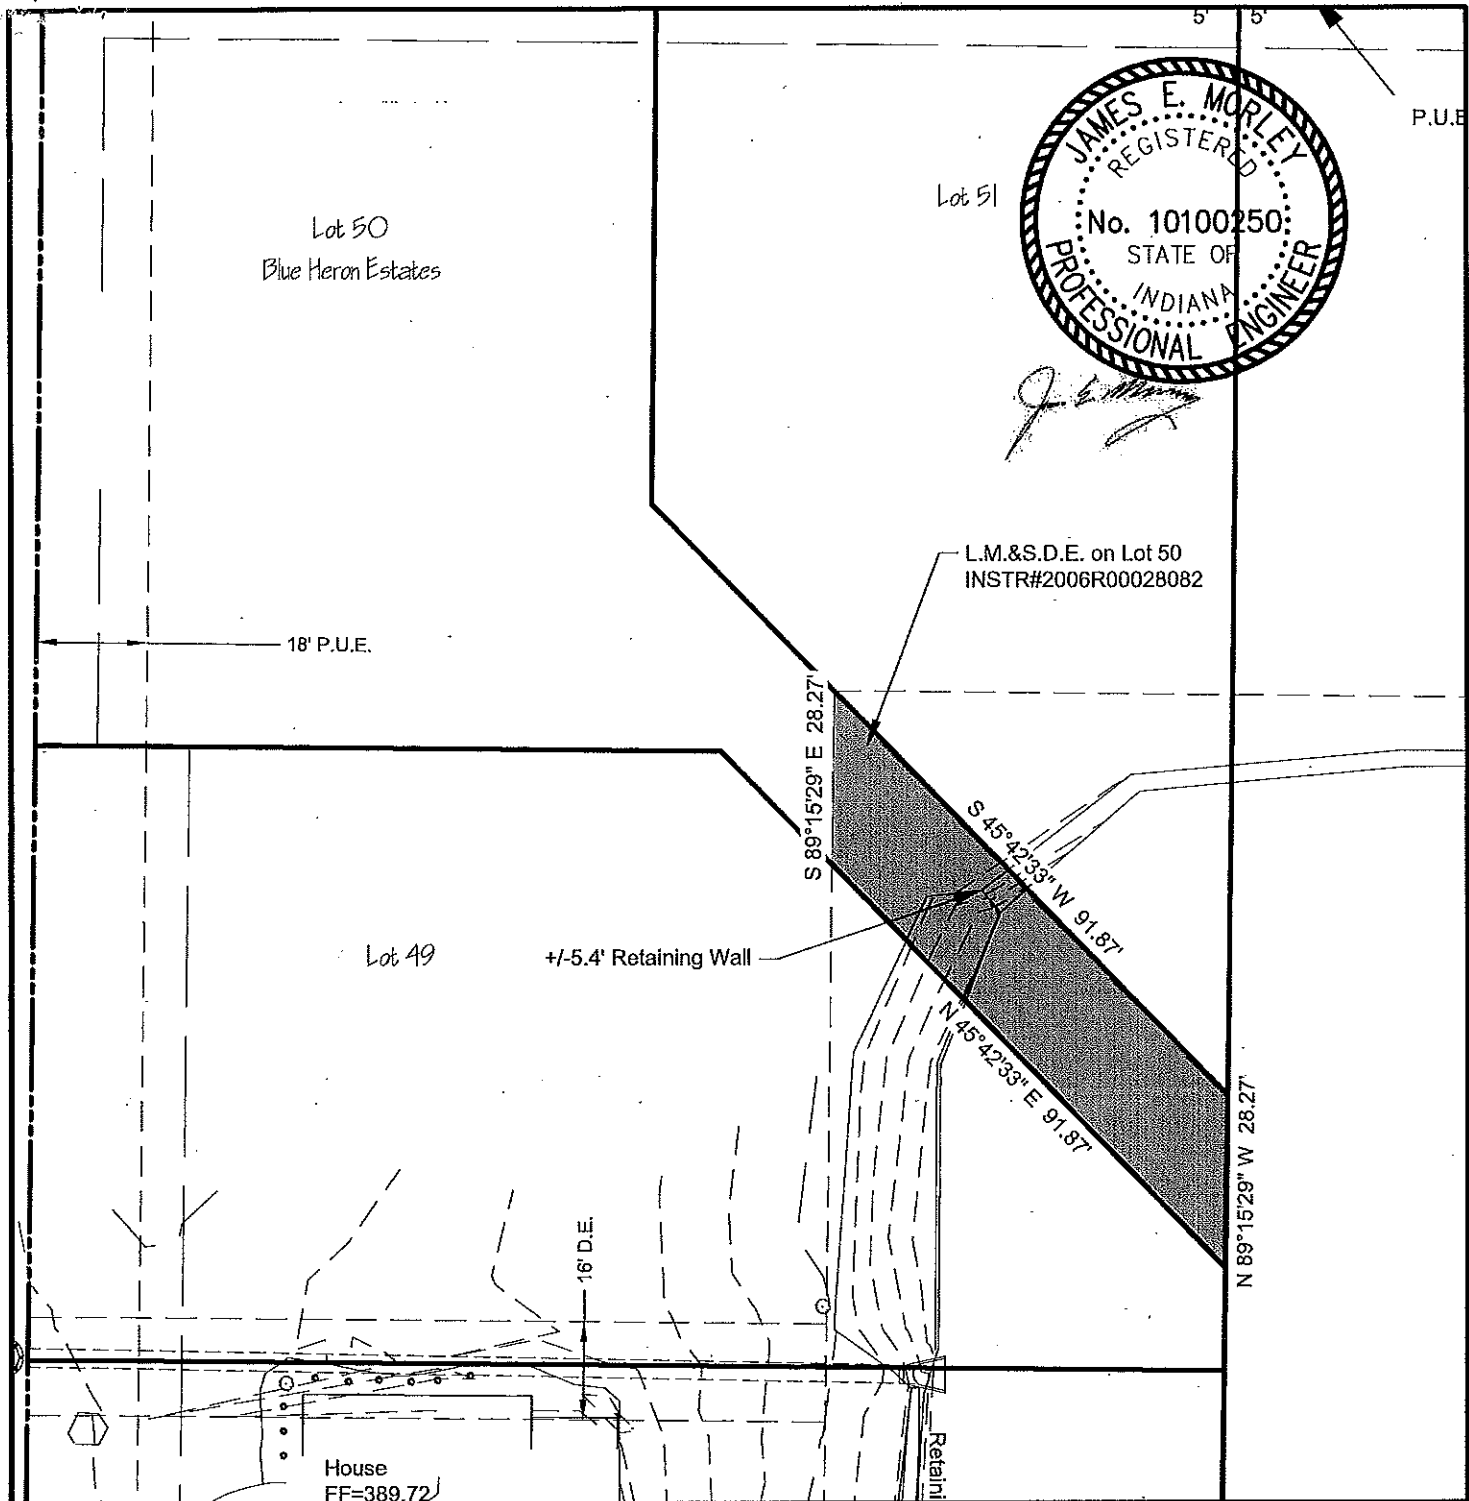 5' 5'
P.U.E
JAMES E. MORLEY
REGISTERED
No. 10100250
STATE OF
INDIANA
PROFESSIONAL ENGINEER
Lot 51
Lot 50
Blue Heron Estates
L.M.&S.D.E. on Lot 50
INSTR#2006R00028082
18' P.U.E.
S 89°15'29" E 28.27'
S 45°42'33" W 91.87'
Lot 49
+/-5.4' Retaining Wall
N 45°42'33" E 91.87'
N 89°15'29" W 28.27'
16' D.E.
House
FF=389.72
Retaini